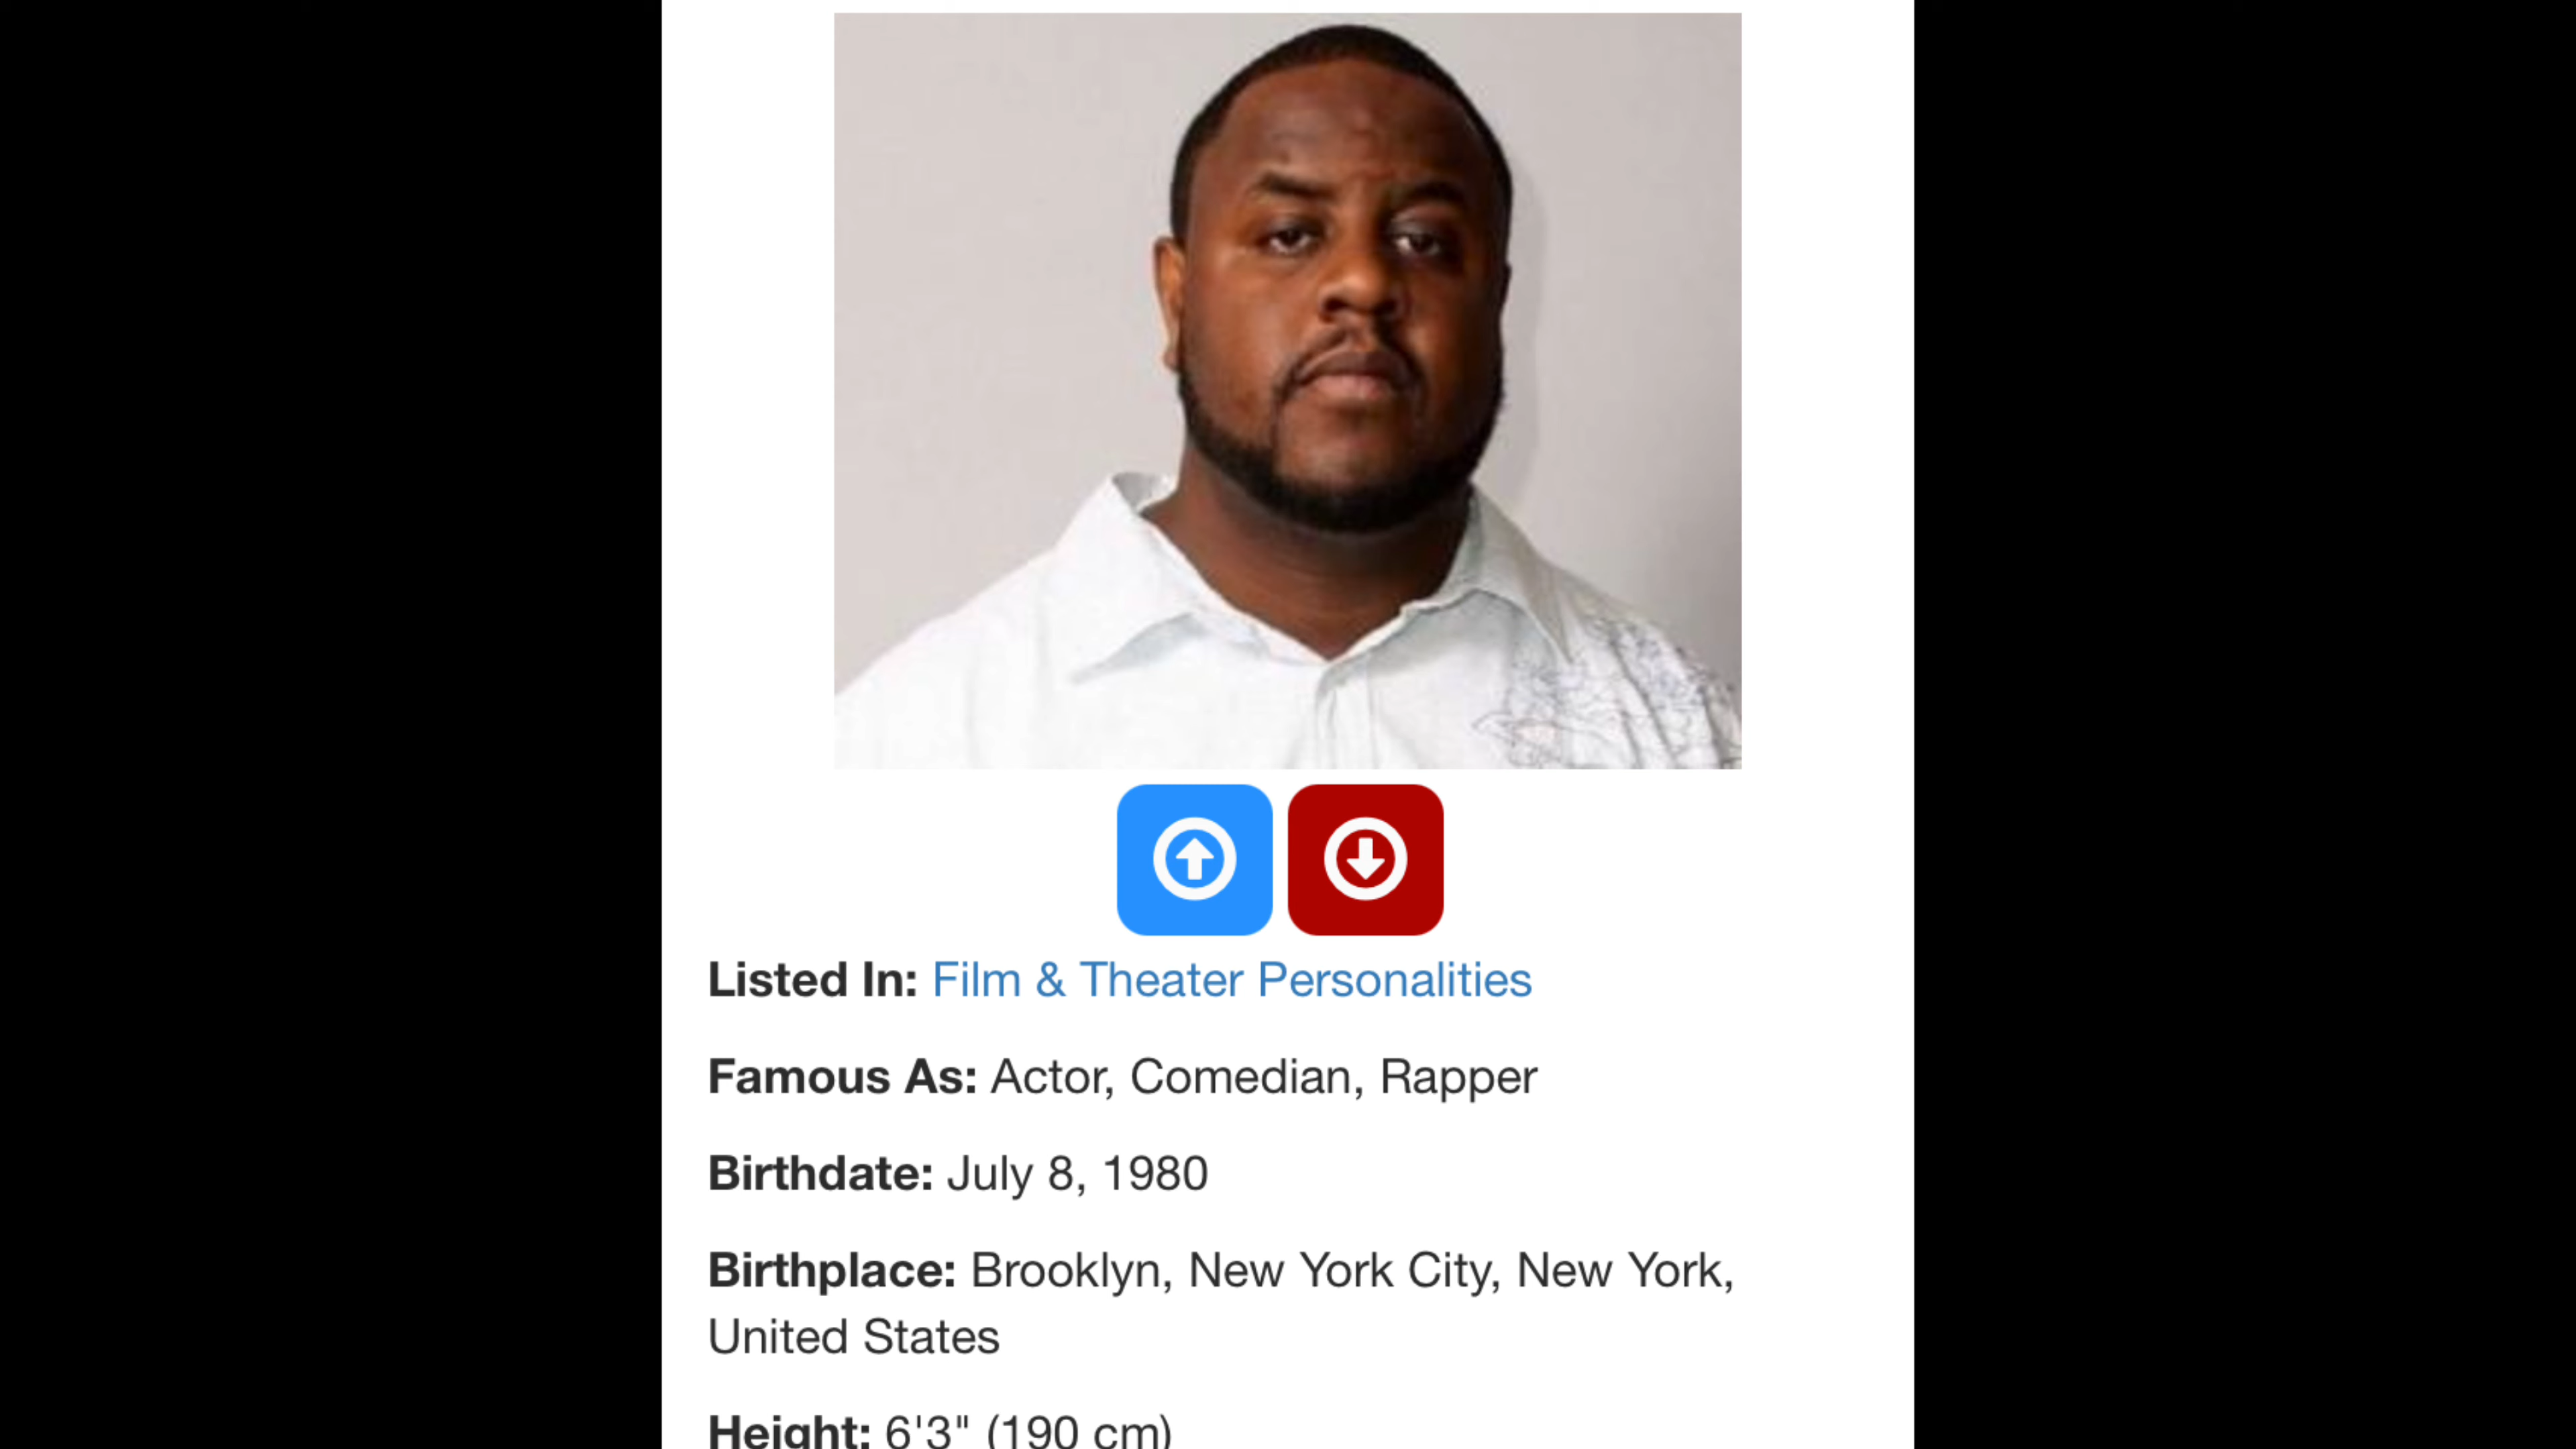 Listed In: Film & Theater Personalities
Famous As: Actor, Comedian, Rapper
Birthdate: July 8, 1980
Birthplace: Brooklyn, New York City, New York,
United States
Height: 6'3" (190 cm)